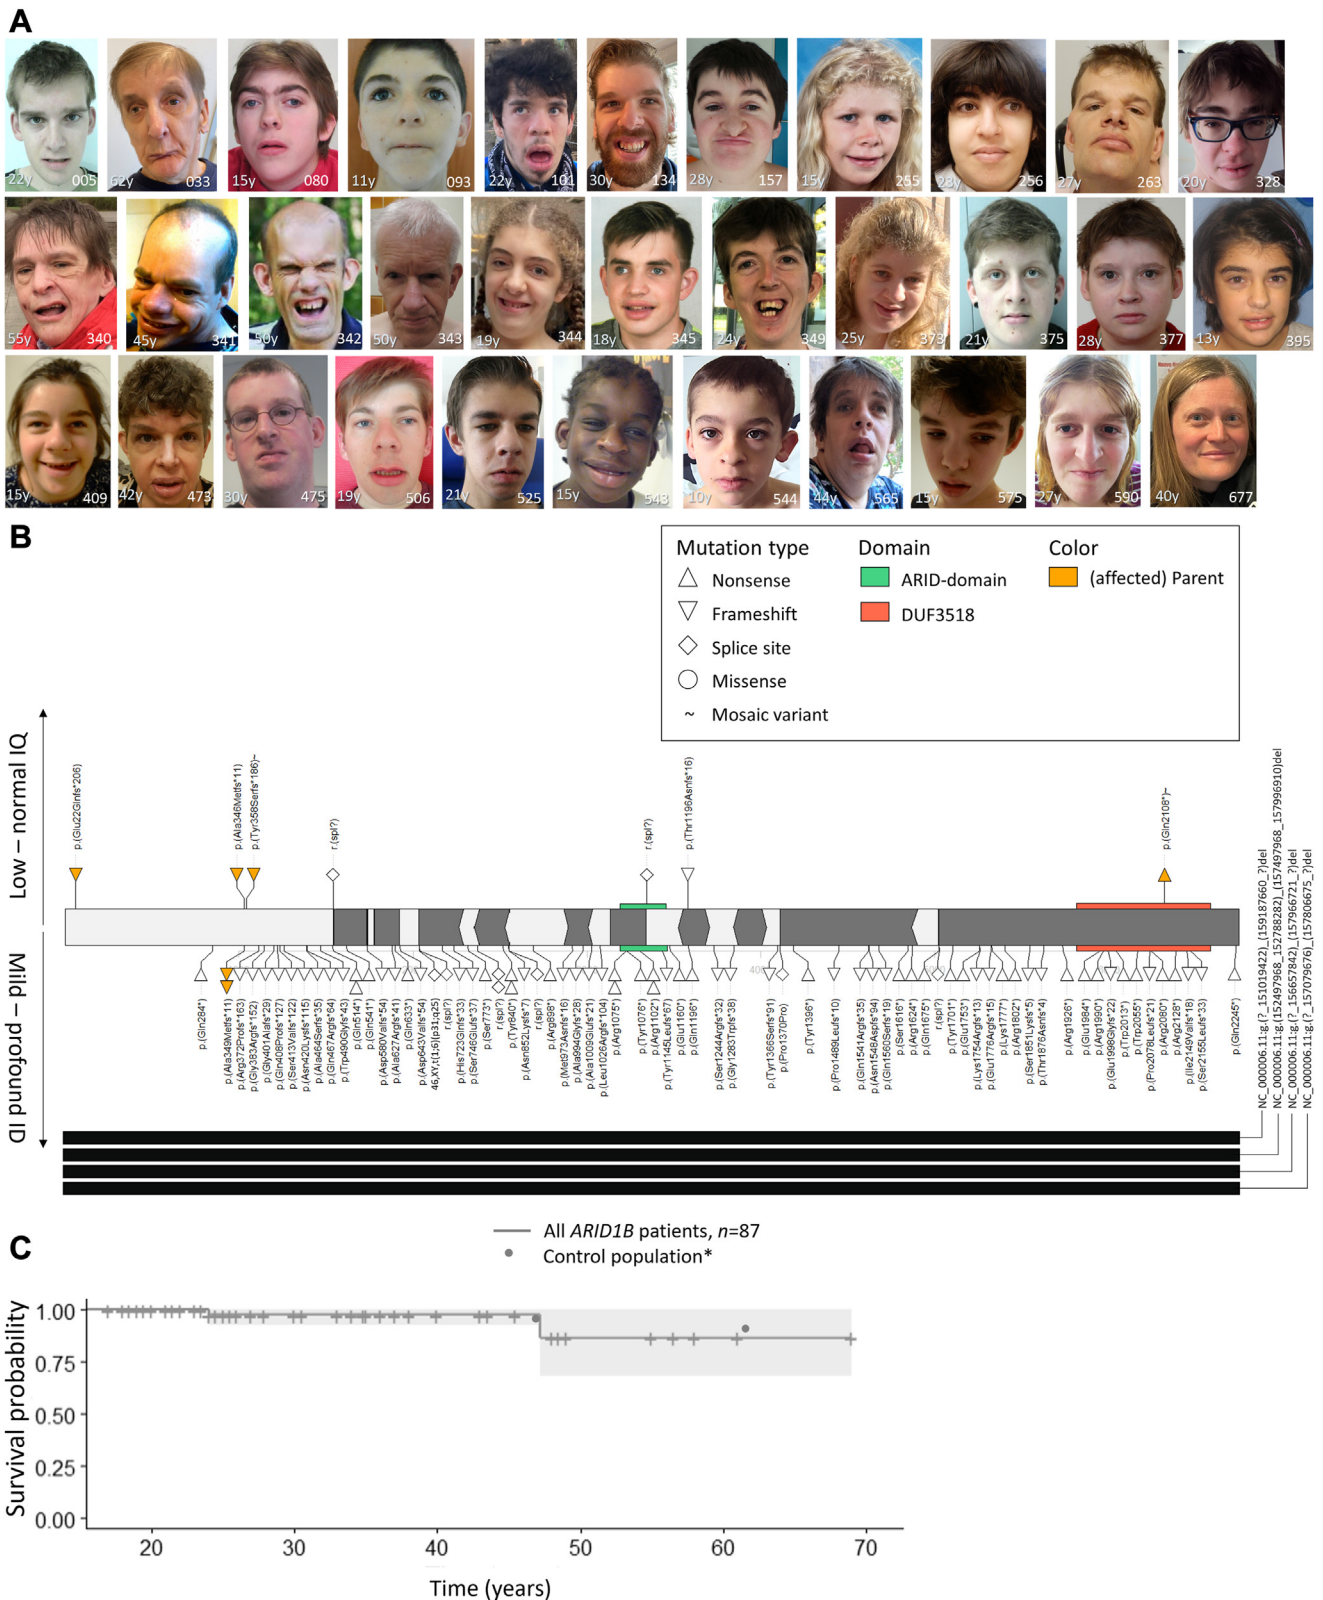 A
22y 005
62y 033
15y 080
11y 093
22y 101
30y 134
28y 157
15y 255
23y 256
27y 263
20y 328
55y 340
45y 341
50y 342
50y 343
19y 344
18y 345
24y 349
25y 373
21y 375
28y 377
13y 395
15y 409
42y 473
30y 475
19y 506
21y 525
15y 543
10y 544
44y 565
15y 575
27y 590
40y 677
B
Mutation type
Nonsense
Frameshift
Splice site
Missense
~ Mosaic variant
Domain
ARID-domain
DUF3518
Color
(affected) Parent
Low – normal IQ
Mild – profound ID
p.(Glu22Glnfs*206)
p.(Ala346Metfs*11)
p.(Tyr358Serfs*186)~
r.(spl?)
r.(spl?)
p.(Thr1196Asnfs*16)
p.(Gln2108*)~
p.(Gln284*)
p.(Ala349Metfs*11)
p.(Arg372Profs*163)
p.(Gly383Argfs*152)
p.(Gly401Alafs*29)
p.(Gln408Profs*127)
p.(Ser413Valfs*122)
p.(Asn420Lysfs*115)
p.(Ala464Serfs*35)
p.(Gln467Argfs*64)
p.(Trp490Glyfs*43)
p.(Gln514*)
p.(Gln541*)
p.(Asp580Valfs*54)
p.(Ala627Argfs*41)
p.(Gln633*)
p.(Asp643Valfs*54)
46,XY,t(1;6)(p31;q25)
r.(spl?)
p.(His723Glnfs*33)
p.(Ser746Glufs*37)
p.(Ser773*)
r.(spl?)
p.(Tyr840*)
p.(Asn852Lysfs*7)
r.(spl?)
p.(Arg898*)
p.(Met973Asnfs*16)
p.(Ala994Glyfs*28)
p.(Ala1009Glufs*21)
p.(Leu1026Argfs*104)
p.(Arg1075*)
p.(Tyr1076*)
p.(Arg1102*)
p.(Tyr1145Leufs*67)
p.(Glu1160*)
p.(Gln1196*)
p.(Ser1244Argfs*32)
p.(Gly1283Trpfs*38)
p.(Tyr1366Serfs*91)
p.(Pro1370Pro)
p.(Tyr1396*)
p.(Pro1489Leufs*10)
p.(Gln1541Argfs*35)
p.(Asn1548Aspfs*94)
p.(Gln1560Serfs*19)
p.(Ser1616*)
p.(Arg1624*)
p.(Gln1675*)
r.(spl?)
p.(Tyr1701*)
p.(Glu1753*)
p.(Lys1754Argfs*13)
p.(Glu1776Argfs*15)
p.(Lys1777*)
p.(Arg1802*)
p.(Ser1851Lysfs*5)
p.(Thr1876Asnfs*4)
p.(Arg1926*)
p.(Glu1984*)
p.(Arg1990*)
p.(Glu1998Glyfs*22)
p.(Trp2013*)
p.(Trp2055*)
p.(Pro2078Leufs*21)
p.(Arg2080*)
p.(Arg2128*)
p.(Ile2149Valfs*18)
p.(Ser2155Leufs*33)
p.(Gln2245*)
NC_000006.11:g.(?_151019422)_(159187660_?)del
NC_000006.11:g.(152497968_152788282)_(157497968_157996910)del
NC_000006.11:g.(?_156657842)_(157966721_?)del
NC_000006.11:g.(?_157079676)_(157806675_?)del
C
All ARID1B patients, n=87
Control population*
Survival probability
1.00
0.75
0.50
0.25
0.00
20 30 40 50 60 70
Time (years)